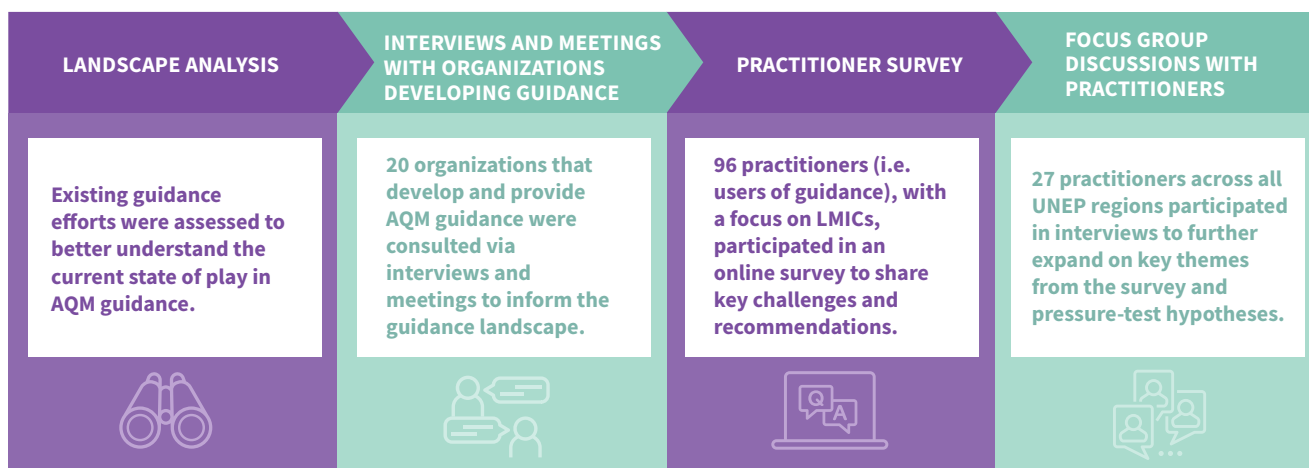 LANDSCAPE ANALYSIS
Existing guidance
efforts were assessed to
better understand the
current state of play in
AQM guidance.
INTERVIEWS AND MEETINGS
WITH ORGANIZATIONS
DEVELOPING GUIDANCE
20 organizations that
develop and provide
AQM guidance were
consulted via
interviews and
meetings to inform the
guidance landscape.
PRACTITIONER SURVEY
96 practitioners (i.e.
users of guidance), with
a focus on LMICs,
participated in an
online survey to share
key challenges and
recommendations.
Q
A
FOCUS GROUP
DISCUSSIONS WITH
PRACTITIONERS
27 practitioners across all
UNEP regions participated
in interviews to further
expand on key themes
from the survey and
pressure-test hypotheses.